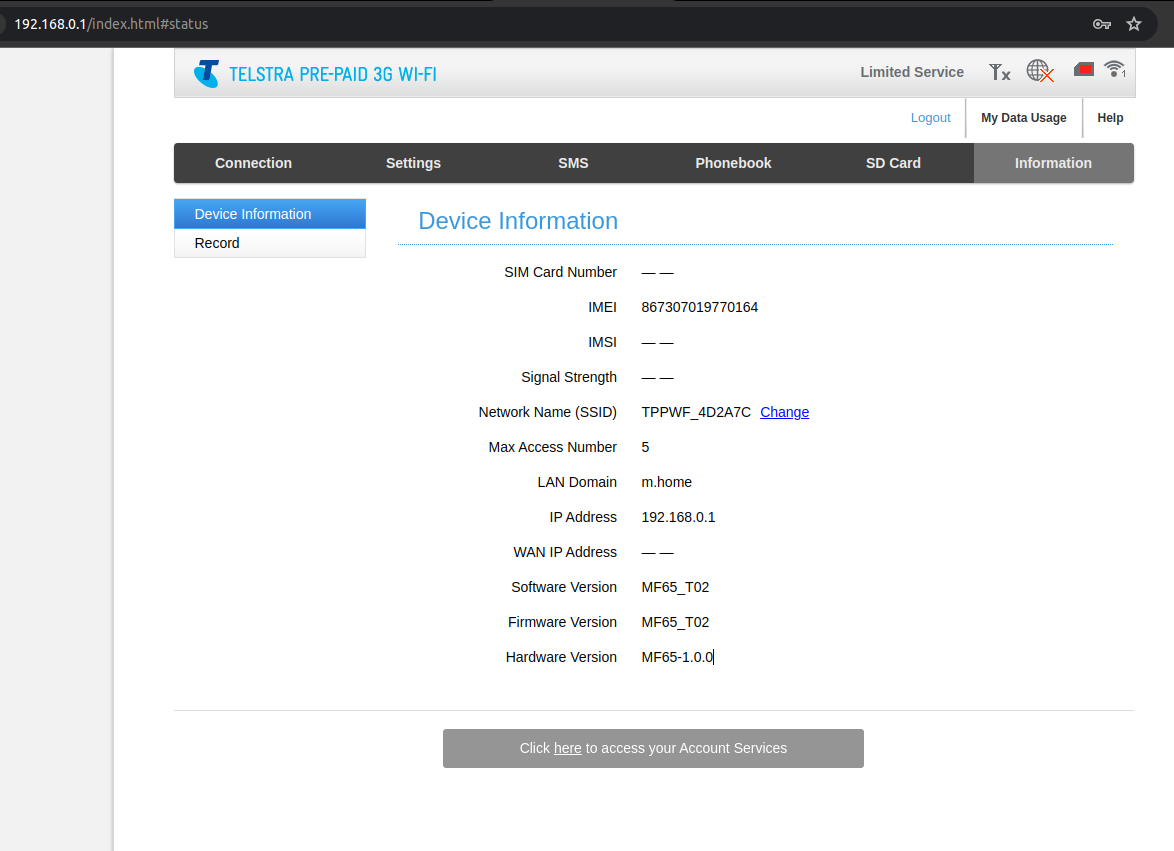 192.168.0.1/index.html#status
TELSTRA PRE-PAID 3G WI-FI
Limited Service
1
Logout
My Data Usage
Help
Connection
Settings
SMS
Phonebook
SD Card
Information
Device Information
Record
Device Information
SIM Card Number — —
IMEI 867307019770164
IMSI — —
Signal Strength — —
Network Name (SSID) TPPWF_4D2A7C Change
Max Access Number 5
LAN Domain m.home
IP Address 192.168.0.1
WAN IP Address — —
Software Version MF65_T02
Firmware Version MF65_T02
Hardware Version MF65-1.0.0
Click here to access your Account Services